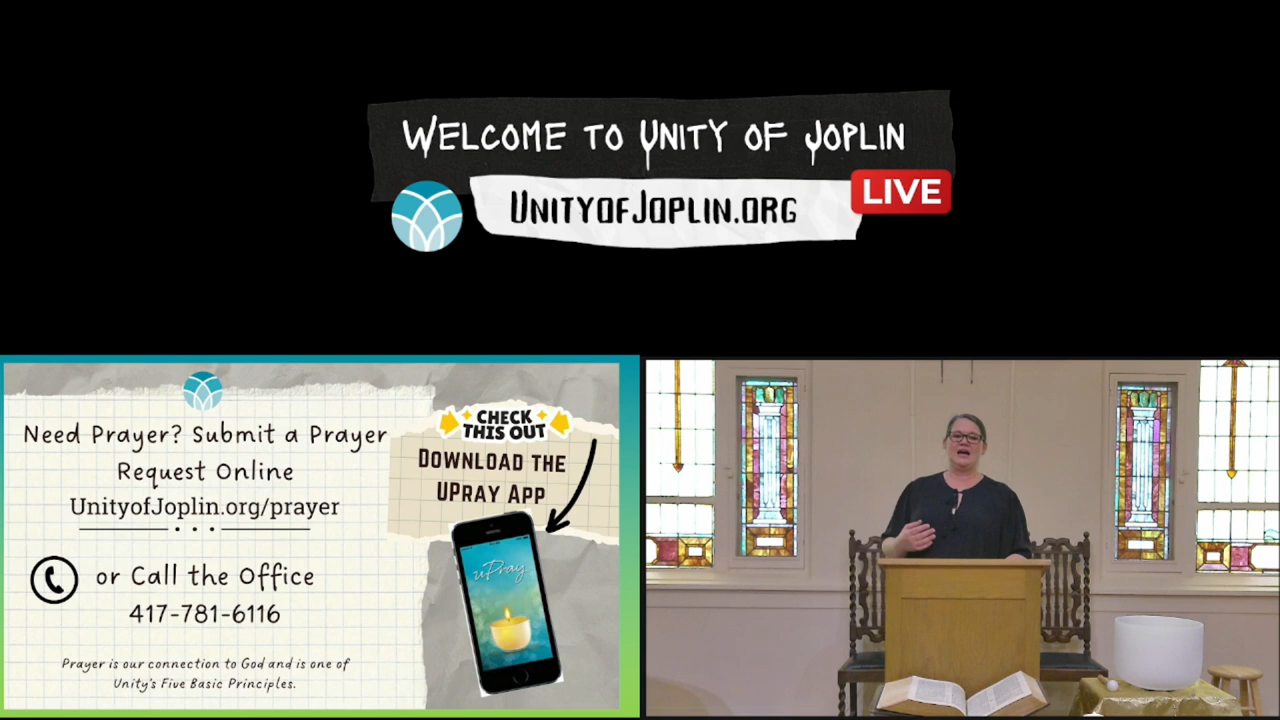 WELCOME TO UNITY OF JOPLIN
UNITYOFJOPLIN.ORG
LIVE
Need Prayer? Submit a Prayer
Request Online
UnityofJoplin.org/prayer
or Call the Office
417-781-6116
Prayer is our connection to God and is one of
Unity's Five Basic Principles.
CHECK
THIS OUT
DOWNLOAD THE
UPRAY APP
uPray